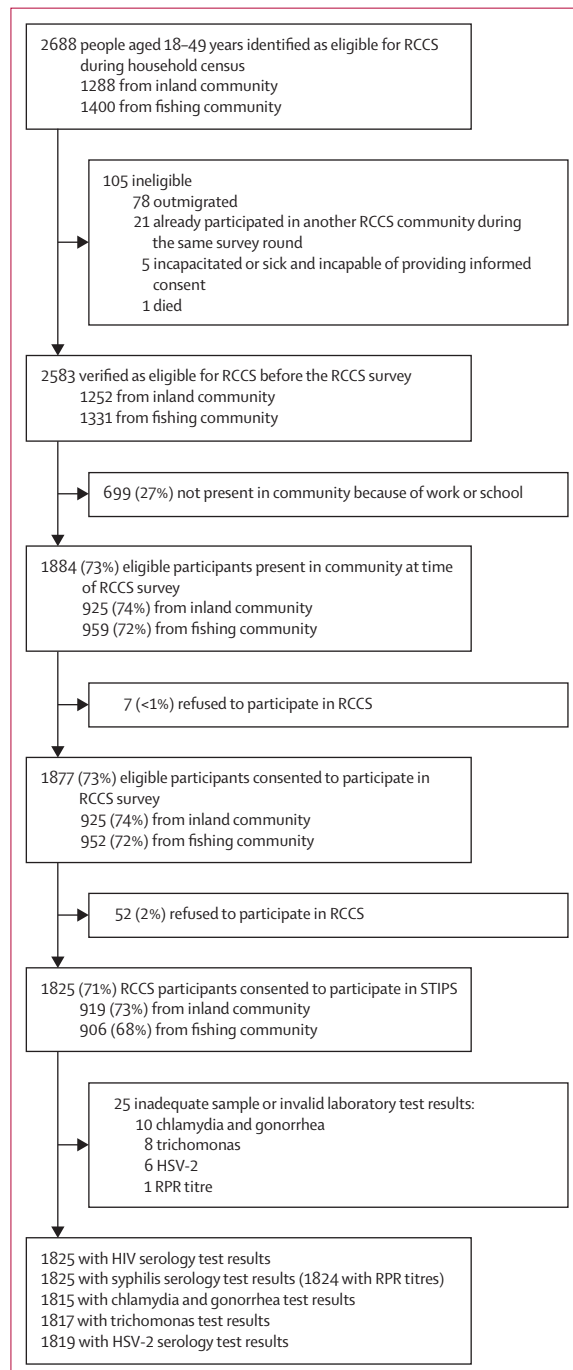 2688 people aged 18–49 years identified as eligible for RCCS
during household census
1288 from inland community
1400 from fishing community
105 ineligible
78 outmigrated
21 already participated in another RCCS community during
the same survey round
5 incapacitated or sick and incapable of providing informed
consent
1 died
2583 verified as eligible for RCCS before the RCCS survey
1252 from inland community
1331 from fishing community
699 (27%) not present in community because of work or school
1884 (73%) eligible participants present in community at time
of RCCS survey
925 (74%) from inland community
959 (72%) from fishing community
7 (<1%) refused to participate in RCCS
1877 (73%) eligible participants consented to participate in
RCCS survey
925 (74%) from inland community
952 (72%) from fishing community
52 (2%) refused to participate in RCCS
1825 (71%) RCCS participants consented to participate in STIPS
919 (73%) from inland community
906 (68%) from fishing community
25 inadequate sample or invalid laboratory test results:
10 chlamydia and gonorrhea
8 trichomonas
6 HSV-2
1 RPR titre
1825 with HIV serology test results
1825 with syphilis serology test results (1824 with RPR titres)
1815 with chlamydia and gonorrhea test results
1817 with trichomonas test results
1819 with HSV-2 serology test results